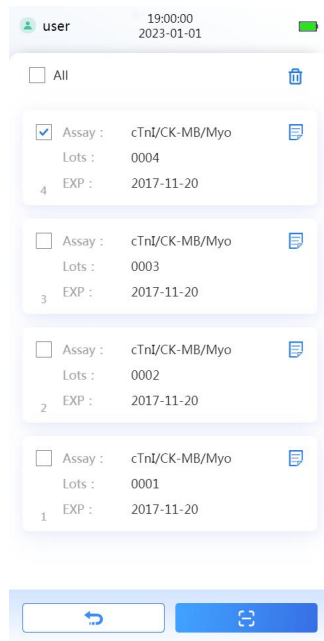 user
19:00:00
2023-01-01
All
Assay : cTnI/CK-MB/Myo
Lots : 0004
4 EXP : 2017-11-20
Assay : cTnI/CK-MB/Myo
Lots : 0003
3 EXP : 2017-11-20
Assay : cTnI/CK-MB/Myo
Lots : 0002
2 EXP : 2017-11-20
Assay : cTnI/CK-MB/Myo
Lots : 0001
1 EXP : 2017-11-20